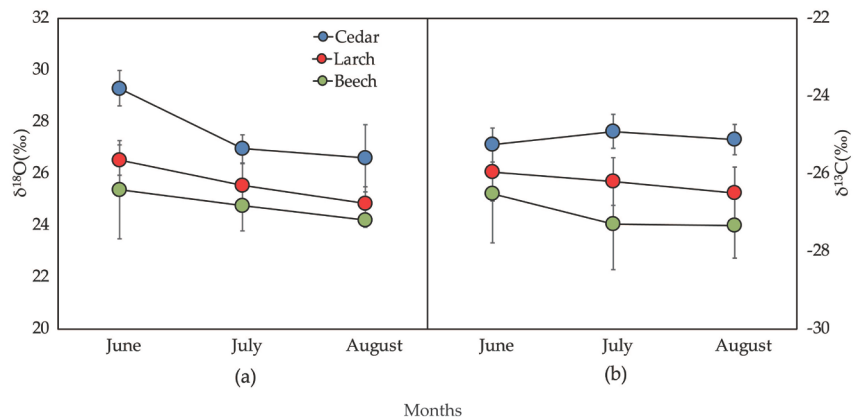 32
30
28
26
24
22
20
δ¹⁸O(‰)
Cedar
Larch
Beech
-22
-24
-26
-28
-30
δ¹³C(‰)
June July August June July August
(a) (b)
Months